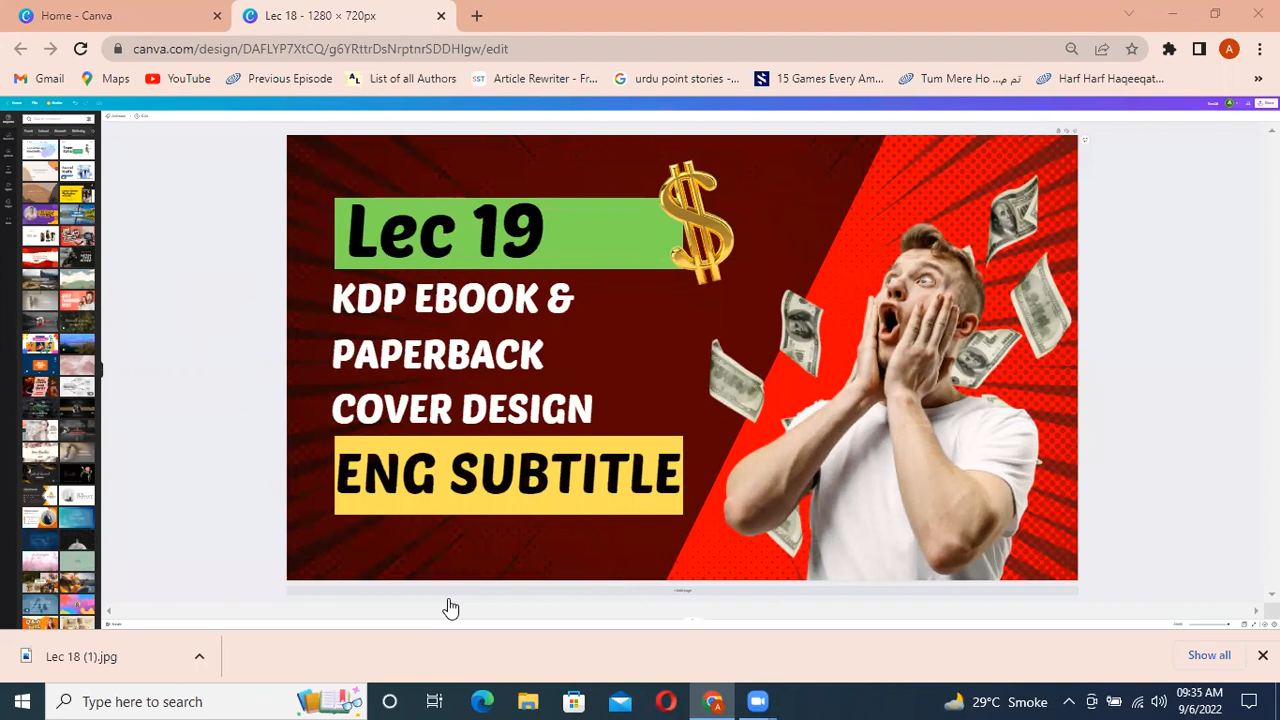 Home - Canva
Lec 18 - 1280 × 720px
canva.com/design/DAFLYP7XtCQ/g6YRttrDsNrptnrSDDHIgw/edit
A
Gmail
Maps
YouTube
Previous Episode
List of all Authors
Article Rewriter - Fr...
urdu point stories -...
15 Games Every Am...
Tum Mere Ho ... تم م...
Harf Harf Haqeeqat...
Lec 19
KDP EBOOK &
PAPERBACK
COVER DESIGN
ENG SUBTITLE
Lec 18 (1).jpg
Show all
Type here to search
29°C Smoke
09:35 AM
9/6/2022